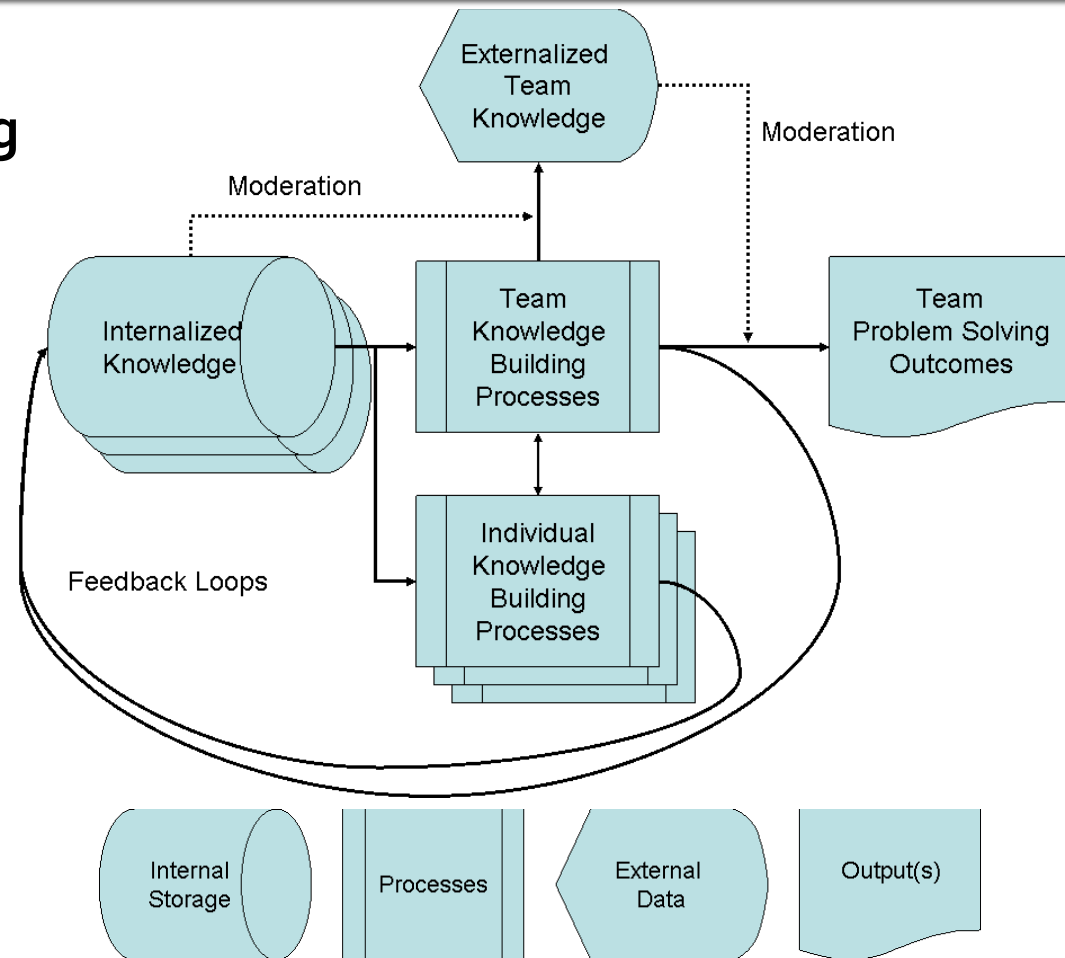 Externalized
Team
Knowledge
g
Moderation
Moderation
Internalized
Knowledge
Team
Knowledge
Building
Processes
Team
Problem Solving
Outcomes
Individual
Knowledge
Building
Processes
Feedback Loops
Internal
Storage
Processes
External
Data
Output(s)